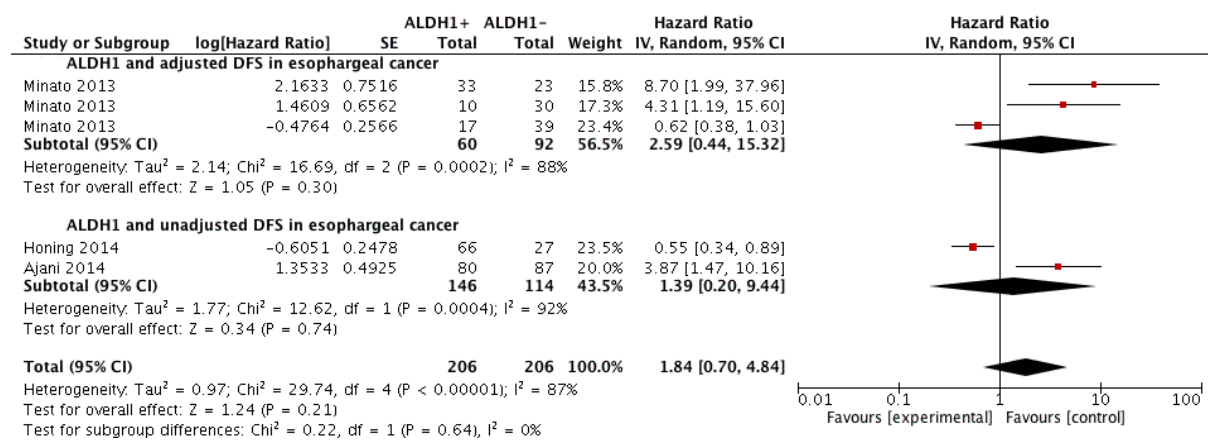 ALDH1+ ALDH1- Hazard Ratio Hazard Ratio
Study or Subgroup log[Hazard Ratio] SE Total Total Weight IV, Random, 95% CI IV, Random, 95% CI
ALDH1 and adjusted DFS in esophargeal cancer
Minato 2013 2.1633 0.7516 33 23 15.8% 8.70 [1.99, 37.96]
Minato 2013 1.4609 0.6562 10 30 17.3% 4.31 [1.19, 15.60]
Minato 2013 -0.4764 0.2566 17 39 23.4% 0.62 [0.38, 1.03]
Subtotal (95% CI) 60 92 56.5% 2.59 [0.44, 15.32]
Heterogeneity: Tau² = 2.14; Chi² = 16.69, df = 2 (P = 0.0002); I² = 88%
Test for overall effect: Z = 1.05 (P = 0.30)
ALDH1 and unadjusted DFS in esophargeal cancer
Honing 2014 -0.6051 0.2478 66 27 23.5% 0.55 [0.34, 0.89]
Ajani 2014 1.3533 0.4925 80 87 20.0% 3.87 [1.47, 10.16]
Subtotal (95% CI) 146 114 43.5% 1.39 [0.20, 9.44]
Heterogeneity: Tau² = 1.77; Chi² = 12.62, df = 1 (P = 0.0004); I² = 92%
Test for overall effect: Z = 0.34 (P = 0.74)
Total (95% CI) 206 206 100.0% 1.84 [0.70, 4.84]
Heterogeneity: Tau² = 0.97; Chi² = 29.74, df = 4 (P < 0.00001); I² = 87%
Test for overall effect: Z = 1.24 (P = 0.21)
Test for subgroup differences: Chi² = 0.22, df = 1 (P = 0.64), I² = 0%
0.01 0.1 1 10 100
Favours [experimental] Favours [control]